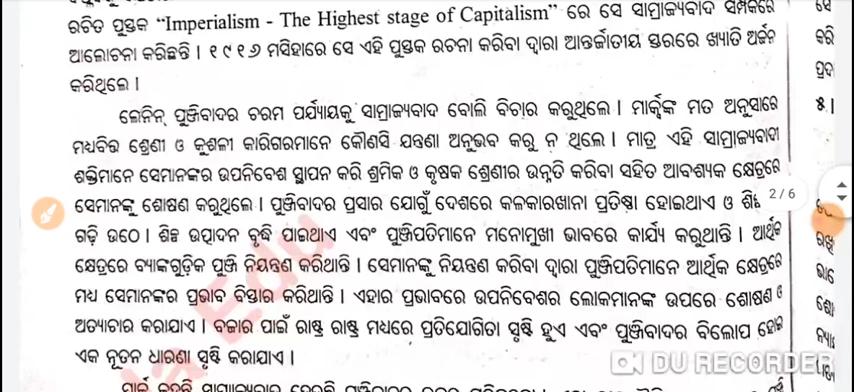 ରଚିତ ପୁସ୍ତକ “Imperialism - The Highest stage of Capitalism” ରେ ସେ ସାମ୍ରାଜ୍ୟବାଦ ସମ୍ପର୍କରେ
ଆଲୋଚନା କରିଛନ୍ତି । ୧୯୧୬ ମସିହାରେ ସେ ଏହି ପୁସ୍ତକ ରଚନା କରିବା ଦ୍ୱାରା ଆନ୍ତର୍ଜାତୀୟ ସ୍ତରରେ ଖ୍ୟାତି ଅର୍ଜନ
କରିଥିଲେ ।
ଲେନିନ୍ ପୁଞ୍ଜିବାଦର ଚରମ ପର୍ଯ୍ୟାୟକୁ ସାମ୍ରାଜ୍ୟବାଦ ବୋଲି ବିଚାର କରୁଥିଲେ । ମାର୍କ୍ସଙ୍କ ମତ ଅନୁସାରେ
ମଧ୍ୟବିତ୍ତ ଶ୍ରେଣୀ ଓ କୁଶଳୀ କାରିଗରମାନେ କୌଣସି ଯନ୍ତ୍ରଣା ଅନୁଭବ କରୁ ନ ଥିଲେ । ମାତ୍ର ଏହି ସାମ୍ରାଜ୍ୟବାଦୀ
ଶକ୍ତିମାନେ ସେମାନଙ୍କର ଉପନିବେଶ ସ୍ଥାପନ କରି ଶ୍ରମିକ ଓ କୃଷକ ଶ୍ରେଣୀର ଉନ୍ନତି କରିବା ସହିତ ଆବଶ୍ୟକ କ୍ଷେତ୍ରରେ
ସେମାନଙ୍କୁ ଶୋଷଣ କରୁଥିଲେ । ପୁଞ୍ଜିବାଦର ପ୍ରସାର ଯୋଗୁଁ ଦେଶରେ କଳକାରଖାନା ପ୍ରତିଷ୍ଠା ହୋଇଥାଏ ଓ
ଗଢ଼ି ଉଠେ । ଶିଳ୍ପ ଉତ୍ପାଦନ ବୃଦ୍ଧି ପାଇଥାଏ ଏବଂ ପୁଞ୍ଜିପତିମାନେ ମନୋମୁଖୀ ଭାବରେ କାର୍ଯ୍ୟ କରୁଥାନ୍ତି । ଆର୍ଥିକ
କ୍ଷେତ୍ରରେ ବ୍ୟାଙ୍କଗୁଡ଼ିକ ପୁଞ୍ଜି ନିୟନ୍ତ୍ରଣ କରିଥାନ୍ତି । ସେମାନଙ୍କୁ ନିୟନ୍ତ୍ରଣ କରିବା ଦ୍ୱାରା ପୁଞ୍ଜିପତିମାନେ ଆର୍ଥିକ କ୍ଷେତ୍ରରେ
ମଧ୍ୟ ସେମାନଙ୍କର ପ୍ରଭାବ ବିସ୍ତାର କରିଥାନ୍ତି । ଏହାର ପ୍ରଭାବରେ ଉପନିବେଶର ଲୋକମାନଙ୍କ ଉପରେ ଶୋଷଣ ଓ
ଅତ୍ୟାଚାର କରାଯାଏ । ବଜାର ପାଇଁ ରାଷ୍ଟ୍ର ରାଷ୍ଟ୍ର ମଧ୍ୟରେ ପ୍ରତିଯୋଗିତା ସୃଷ୍ଟି ହୁଏ ଏବଂ ପୁଞ୍ଜିବାଦର ବିଲୋପ ହୋଇ
ଏକ ନୂତନ ଧାରଣା ସୃଷ୍ଟି କରାଯାଏ ।
୫ ।
2/6
Edu
DU RECORDER